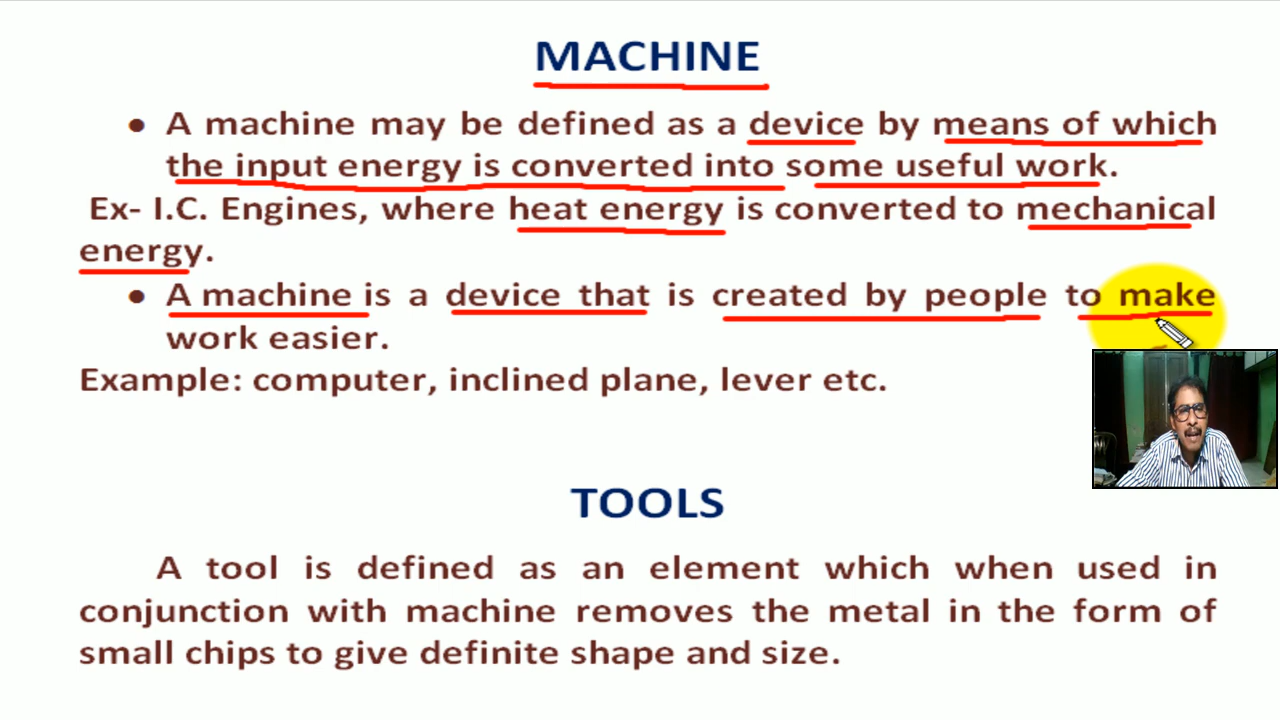 MACHINE
• A machine may be defined as a device by means of which
the input energy is converted into some useful work.
Ex- I.C. Engines, where heat energy is converted to mechanical
energy.
• A machine is a device that is created by people to make
work easier.
Example: computer, inclined plane, lever etc.
TOOLS
A tool is defined as an element which when used in
conjunction with machine removes the metal in the form of
small chips to give definite shape and size.